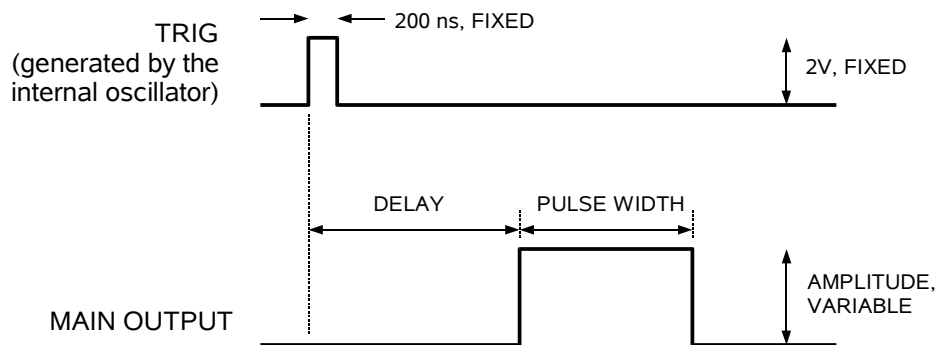 TRIG
(generated by the
internal oscillator)
200 ns, FIXED
2V, FIXED
DELAY
PULSE WIDTH
AMPLITUDE,
VARIABLE
MAIN OUTPUT